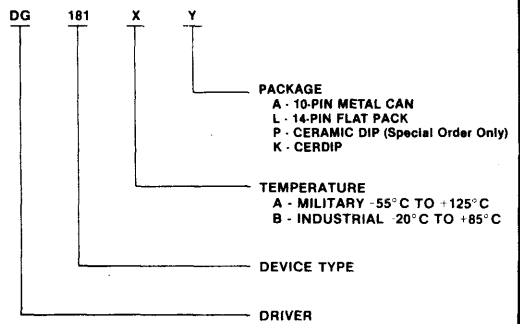 DG 181 X Y
PACKAGE
A - 10-PIN METAL CAN
L - 14-PIN FLAT PACK
P - CERAMIC DIP (Special Order Only)
K - CERDIP
TEMPERATURE
A - MILITARY -55°C TO +125°C
B - INDUSTRIAL -20°C TO +85°C
DEVICE TYPE
DRIVER